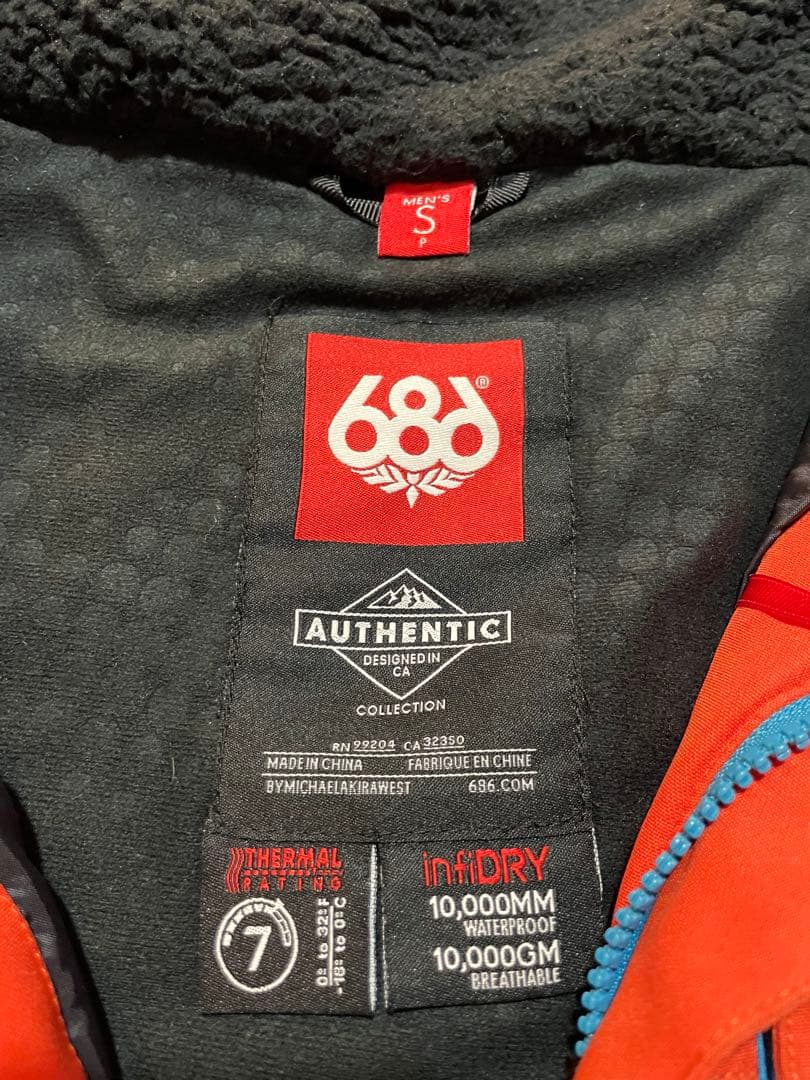 MEN'S
S
P
686®
AUTHENTIC
DESIGNED IN
CA
COLLECTION
RN 99204 CA 32350
MADE IN CHINA FABRIQUE EN CHINE
BYMICHAELAKIRAWEST 686.COM
THERMAL
RATING
7
0° to 32° F
-18° to 0° C
infiDRY
10,000MM
WATERPROOF
10,000GM
BREATHABLE